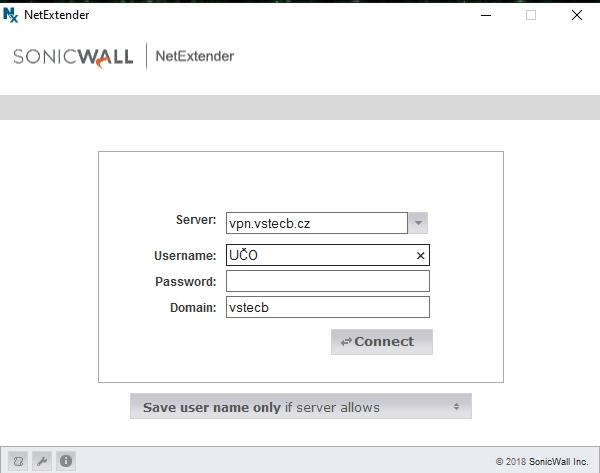 NetExtender
SONICWALL | NetExtender
Server: vpn.vstecb.cz
Username: UČO
Password:
Domain: vstecb
Connect
Save user name only if server allows
© 2018 SonicWall Inc.